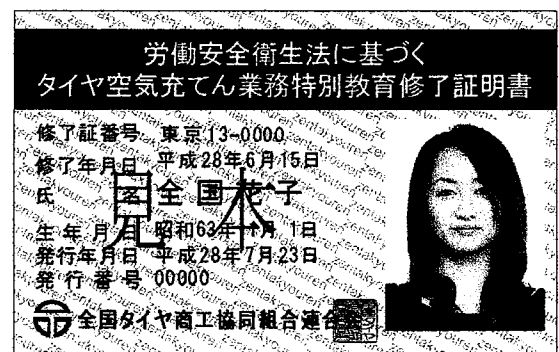 労働安全衛生法に基づく
タイヤ空気充てん業務特別教育修了証明書
修了証番号 東京13-0000
修了年月日 平成28年6月15日
氏 名 全国花子
見本
生年月日 昭和63年1月1日
発行年月日 平成28年7月23日
発行番号 00000
全国タイヤ商工協同組合連合会